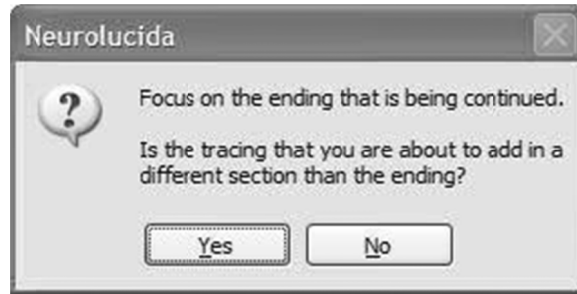 Neurolucida
Focus on the ending that is being continued.
Is the tracing that you are about to add in a
different section than the ending?
Yes
No